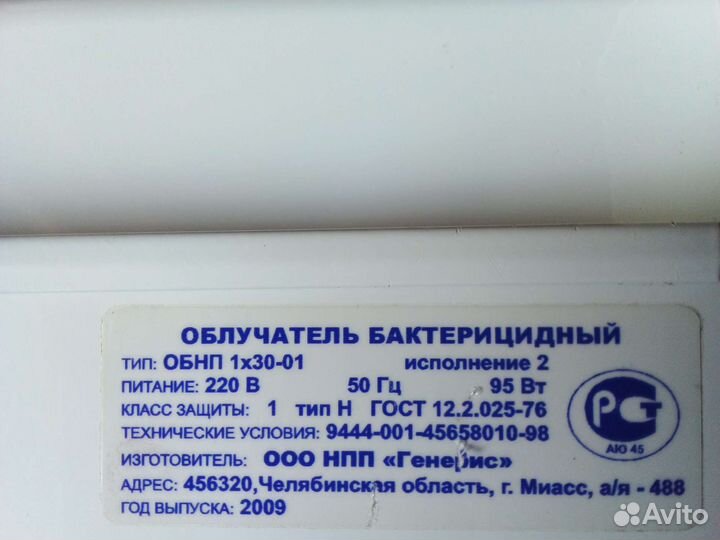 ОБЛУЧАТЕЛЬ БАКТЕРИЦИДНЫЙ
ТИП: ОБНП 1х30-01 исполнение 2
ПИТАНИЕ: 220 В 50 Гц 95 Вт
КЛАСС ЗАЩИТЫ: 1 тип Н ГОСТ 12.2.025-76
ТЕХНИЧЕСКИЕ УСЛОВИЯ: 9444-001-45658010-98
ИЗГОТОВИТЕЛЬ: ООО НПП «Генерис»
АДРЕС: 456320,Челябинская область, г. Миасс, а/я - 488
ГОД ВЫПУСКА: 2009
РСТ
АЮ 45
Avito